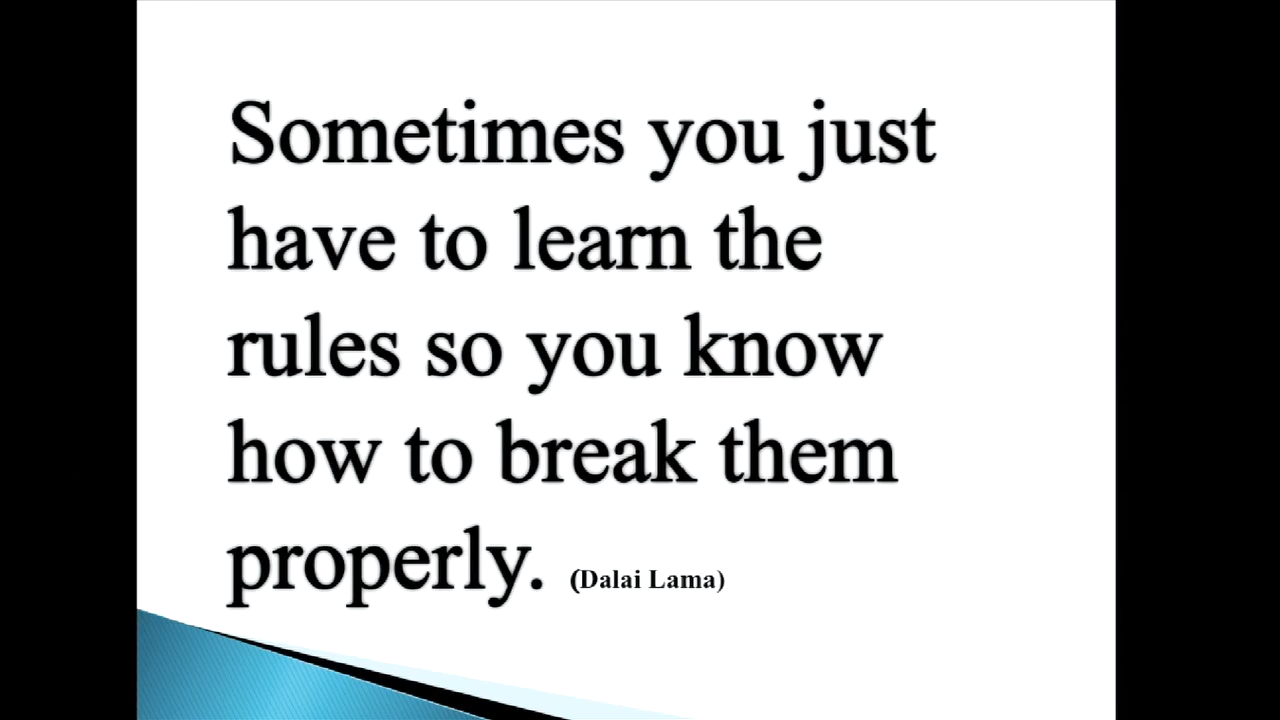 Sometimes you just
have to learn the
rules so you know
how to break them
properly. (Dalai Lama)